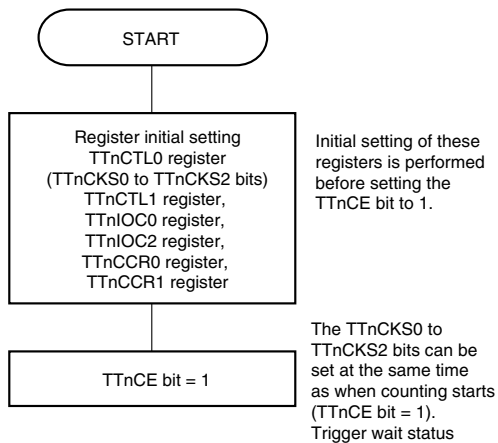 START
Register initial setting
TTnCTL0 register
(TTnCKS0 to TTnCKS2 bits)
TTnCTL1 register,
TTnIOC0 register,
TTnIOC2 register,
TTnCCR0 register,
TTnCCR1 register
Initial setting of these
registers is performed
before setting the
TTnCE bit to 1.
TTnCE bit = 1
The TTnCKS0 to
TTnCKS2 bits can be
set at the same time
as when counting starts
(TTnCE bit = 1).
Trigger wait status